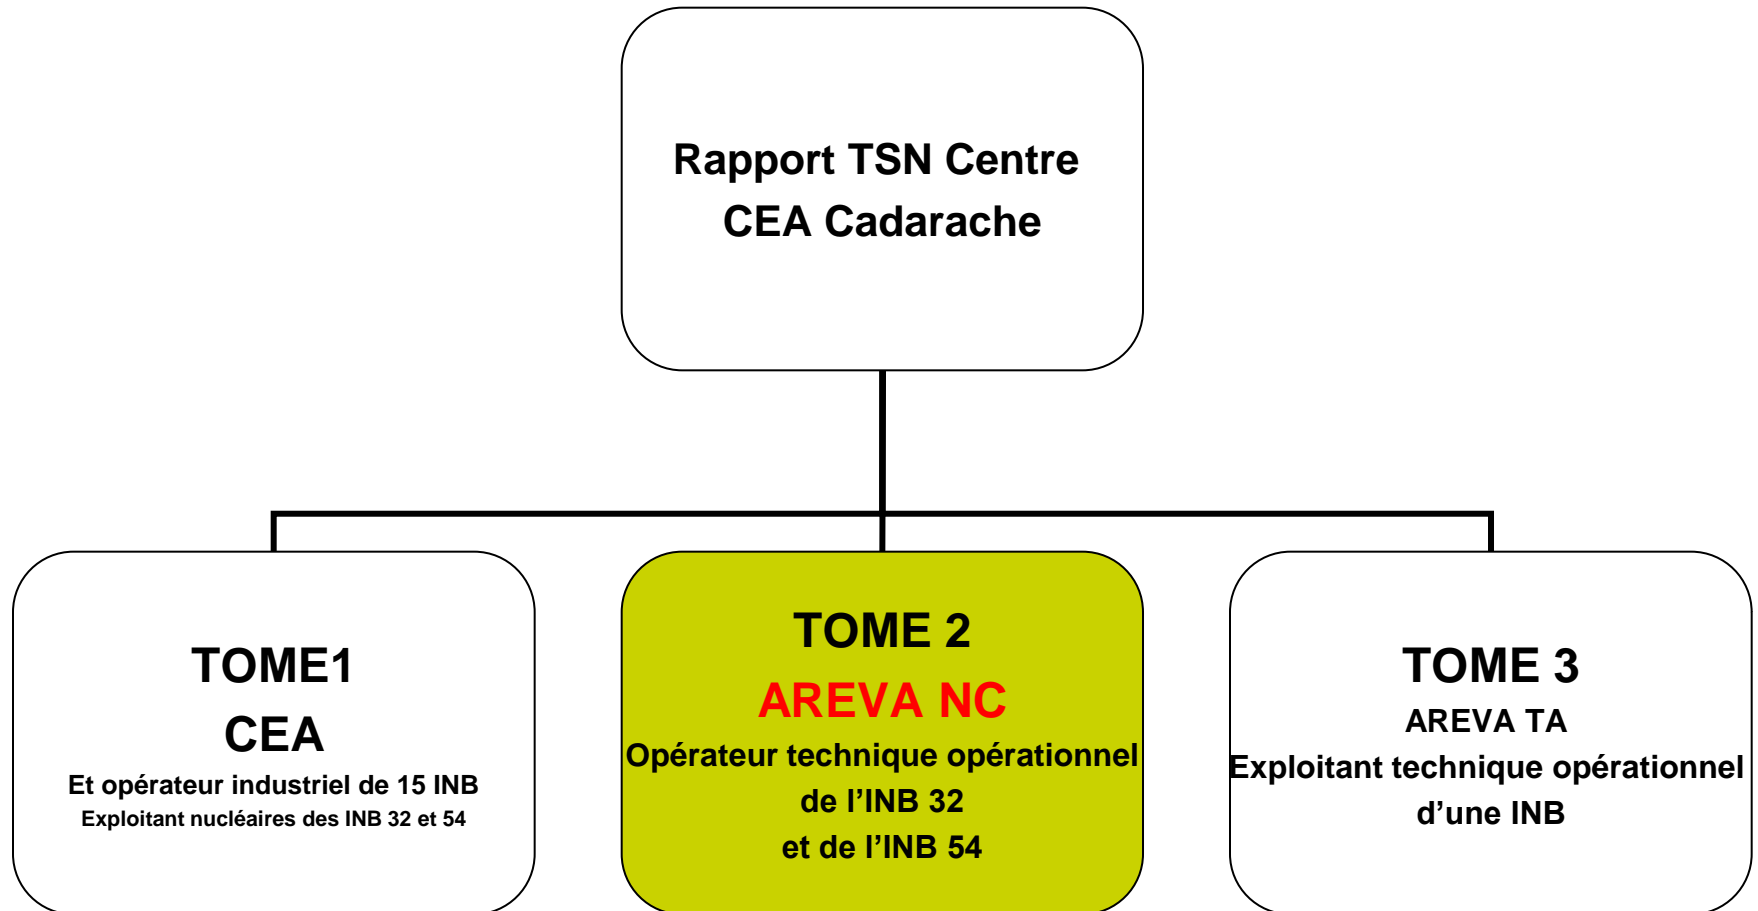 Rapport TSN Centre
CEA Cadarache
TOME1
CEA
Et opérateur industriel de 15 INB
Exploitant nucléaires des INB 32 et 54
TOME 2
AREVA NC
Opérateur technique opérationnel
de l’INB 32
et de l’INB 54
TOME 3
AREVA TA
Exploitant technique opérationnel
d’une INB